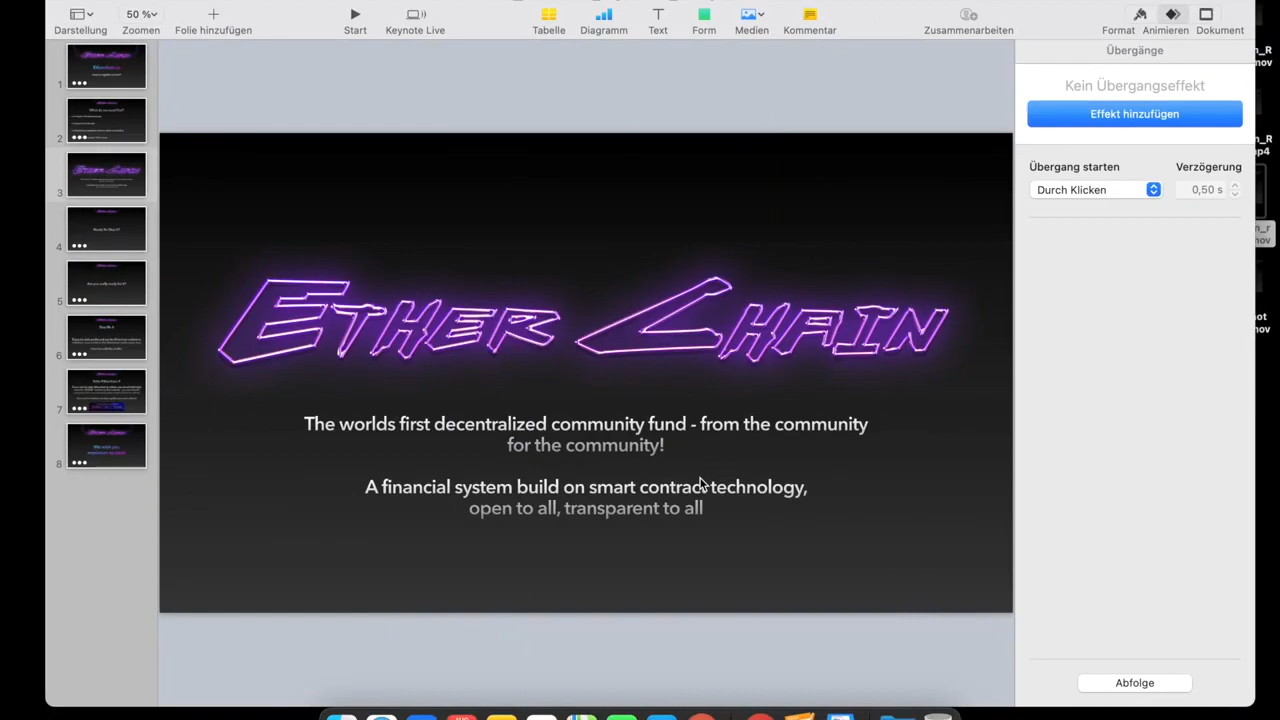 50 %
Darstellung
Zoomen
Folie hinzufügen
Start
Keynote Live
Tabelle
Diagramm
Text
Form
Medien
Kommentar
Zusammenarbeiten
Format
Animieren
Dokument
Übergänge
Kein Übergangseffekt
Effekt hinzufügen
Übergang starten
Verzögerung
Durch Klicken
0,50 s
1
2
3
4
5
6
7
8
ETHER CHAIN
The worlds first decentralized community fund - from the community
for the community!
A financial system build on smart contract technology,
open to all, transparent to all
Abfolge